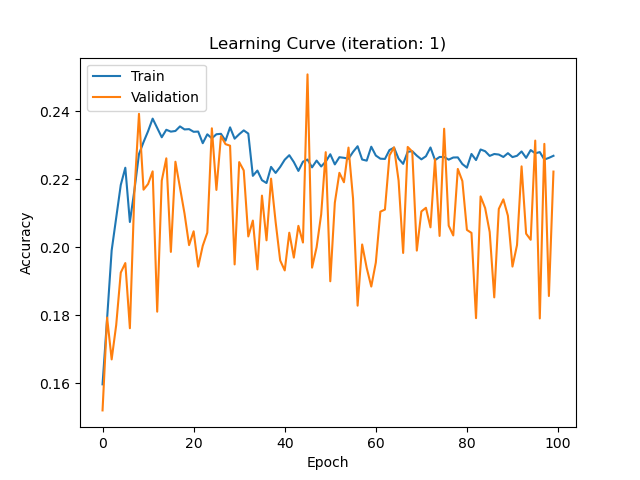 Learning Curve (iteration: 1)
Train
Validation
0.24
0.22
0.20
0.18
0.16
Accuracy
0
20
40
60
80
100
Epoch